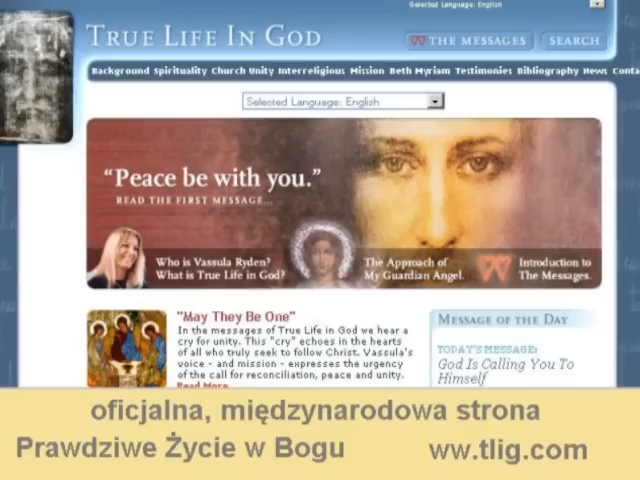 Selected Language: English
TRUE LIFE IN GOD
THE MESSAGES SEARCH
Background Spirituality Church Unity Interreligious Mission Beth Myriam Testimonies Bibliography News Conta
Selected Language: English
“Peace be with you.”
READ THE FIRST MESSAGE...
Who is Vassula Ryden?
What is True Life in God?
The Approach of
My Guardian Angel.
Introduction to
The Messages.
"May They Be One"
In the messages of True Life in God we hear a
cry for unity. This "cry" echoes in the hearts
of all who truly seek to follow Christ. Vassula's
voice - and mission - expresses the urgency
of the call for reconciliation, peace and unity.
Read More
MESSAGE OF THE DAY
TODAY'S MESSAGE:
God Is Calling You To
Himself
oficjalna, międzynarodowa strona
Prawdziwe Życie w Bogu ww.tlig.com